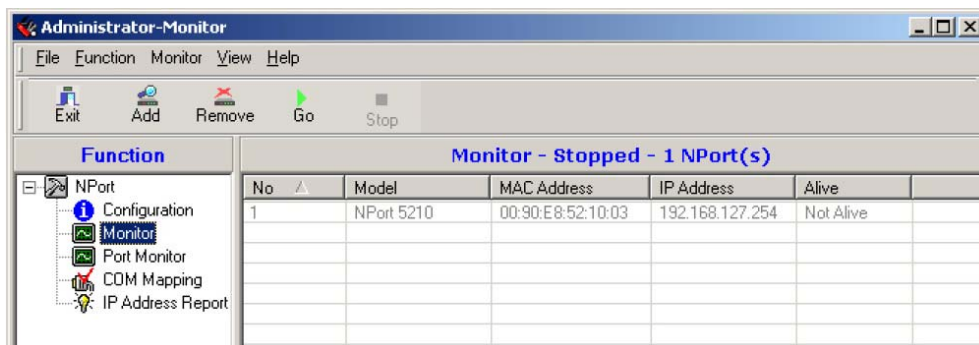 Administrator-Monitor
File Function Monitor View Help
Exit Add Remove Go Stop
Function
Monitor - Stopped - 1 NPort(s)
NPort
Configuration
Monitor
Port Monitor
COM Mapping
IP Address Report
No Model MAC Address IP Address Alive
1 NPort 5210 00:90:E8:52:10:03 192.168.127.254 Not Alive